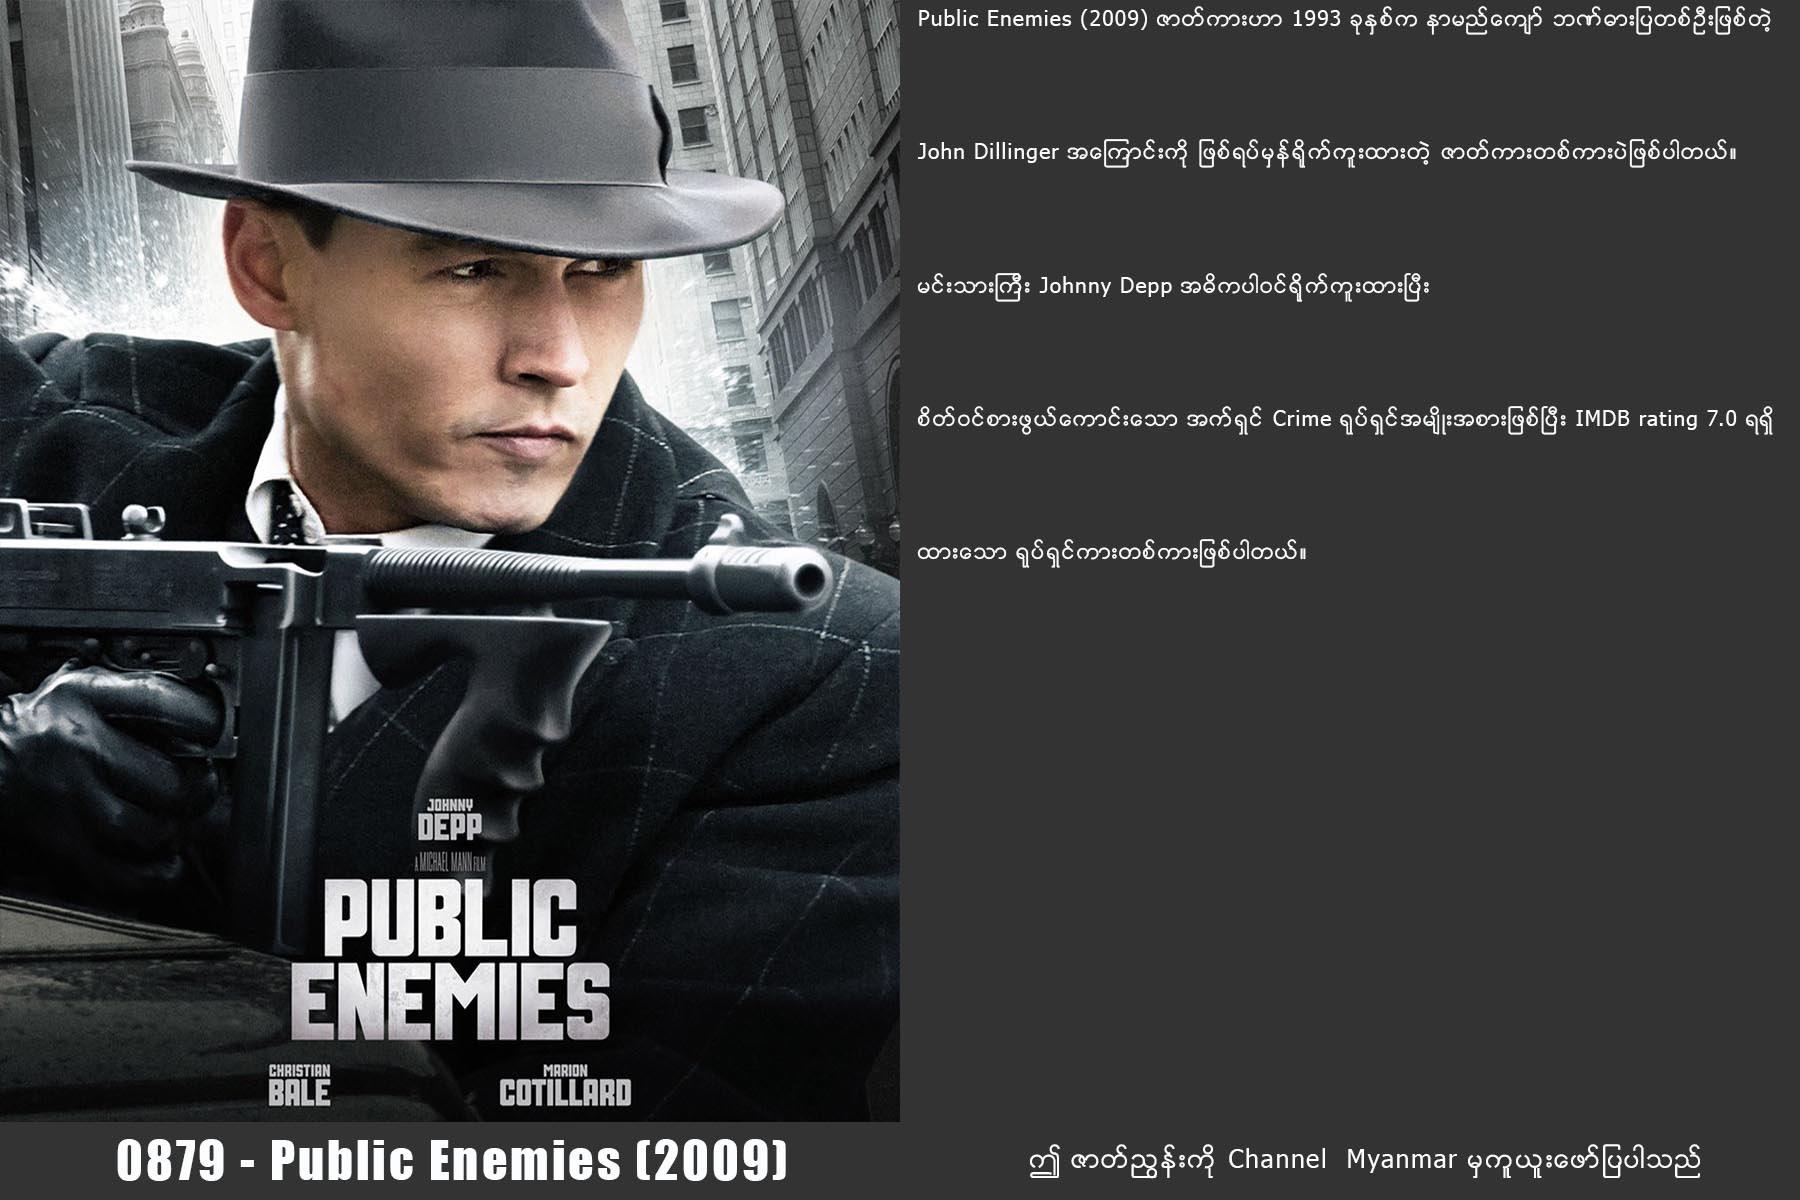 Public Enemies (2009) ဇာတ်ကားဟာ 1993 ခုနှစ်က နာမည်ကျော် ဘဏ်ဓားပြတစ်ဦးဖြစ်တဲ့
John Dillinger အကြောင်းကို ဖြစ်ရပ်မှန်ရိုက်ကူးထားတဲ့ ဇာတ်ကားတစ်ကားပဲဖြစ်ပါတယ်။
မင်းသားကြီး Johnny Depp အဓိကပါဝင်ရိုက်ကူးထားပြီး
စိတ်ဝင်စားဖွယ်ကောင်းသော အက်ရှင် Crime ရုပ်ရှင်အမျိုးအစားဖြစ်ပြီး IMDB rating 7.0 ရရှိ
ထားသော ရုပ်ရှင်ကားတစ်ကားဖြစ်ပါတယ်။
JOHNNY
DEPP
A MICHAEL MANN FILM
PUBLIC
ENEMIES
CHRISTIAN
BALE
MARION
COTILLARD
0879 - Public Enemies (2009)
ဤ ဇာတ်ညွှန်းကို Channel Myanmar မှကူယူးဖော်ပြပါသည်